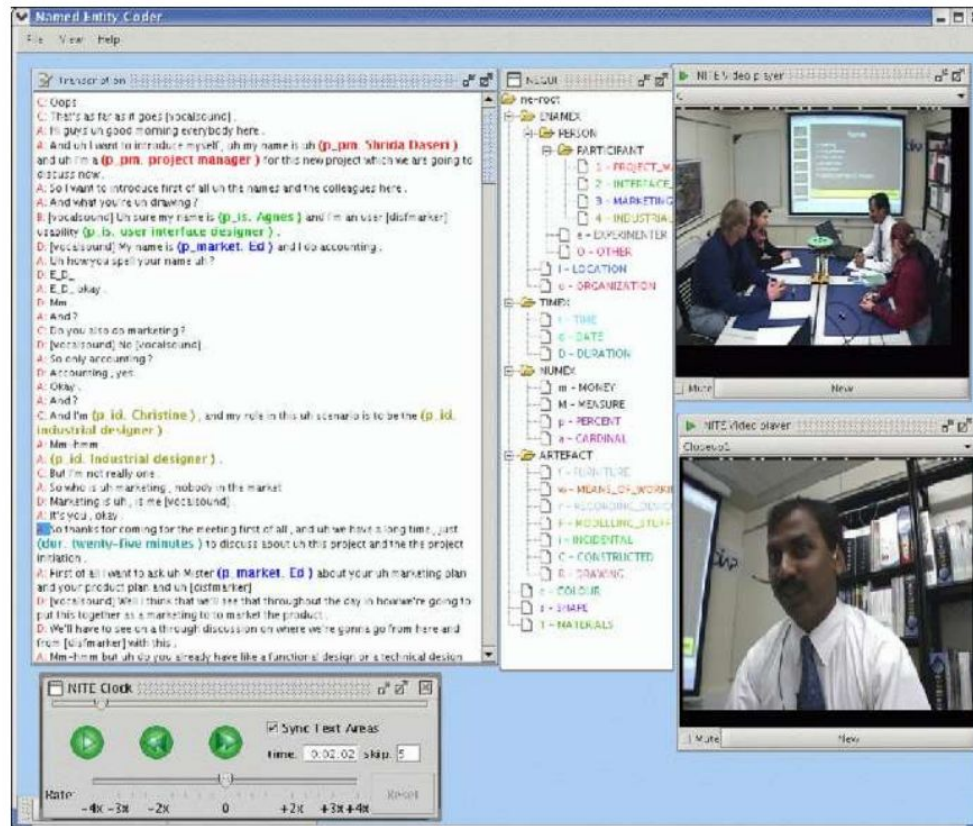 Named Entity Coder
File View Help
Transcription
C: Oops
C: That's as far as it goes [vocalsound] .
A: Hi guys uh good morning everybody here .
A: And uh I want to introduce myself , uh my name is uh (p_pm. Shrida Daseri )
and uh I'm a (p_pm. project manager ) for this new project which we are going to
discuss now .
A: So I want to introduce first of all uh the names and the colleagues here .
A: And what you're un drawing ?
B: [vocalsound] Uh sure my name is (p_is. Agnes ) and I'm an user [disfmarker]
usability (p_is. user interface designer ) .
D: [vocalsound] My name is (p_market. Ed ) and I do accounting .
A: Uh how you spell your name uh ?
D: E_D_
A: E_D_ okay .
D: Mm
A: And ?
C: Do you also do marketing ?
D: [vocalsound] No [vocalsound] .
A: So only accounting ?
D: Accounting , yes
A: Okay .
A: And ?
C: And I'm (p_id. Christine ) , and my role in this uh scenario is to be the (p_id.
industrial designer )
A: Mm-hmm
A: (p_id. Industrial designer ) .
C: But I'm not really one .
A: So who is uh marketing , nobody in the market
D: Marketing is uh , is me [vocalsound]
A: It's you , okay .
A: So thanks for coming for the meeting first of all , and uh we have a long time , just
(dur. twenty-five minutes ) to discuss about uh this project and the the project
initiation .
A: First of all I want to ask uh Mister (p_market. Ed ) about your uh marketing plan
and your product plan and uh [disfmarker]
D: [vocalsound] Well I think that we'll see that throughout the day in how we're going to
put this together as a marketing to to market the product .
D: We'll have to see on a through discussion on where we're gonna go from here and
from [disfmarker] with this .
A: Mm-hmm but uh do you already have like a functional design or a technical design
NEGUI
ne-root
ENAMEX
PERSON
PARTICIPANT
1 - PROJECT_M
2 - INTERFACE_
3 - MARKETING
4 - INDUSTRIAL
e - EXPERIMENTER
O - OTHER
l - LOCATION
o - ORGANIZATION
TIMEX
t - TIME
d - DATE
D - DURATION
NUMEX
m - MONEY
M - MEASURE
p - PERCENT
a - CARDINAL
ARTEFACT
f - FURNITURE
w - MEANS_OF_WORKIN
r - RECORDING_DEVIC
F - MODELLING_STUFF
i - INCIDENTAL
C - CONSTRUCTED
R - DRAWING
c - COLOUR
s - SHAPE
T - MATERIALS
NITE Video player
C
Mute New
NITE Video player
Closeup1
Mute New
NITE Clock
Sync Text Areas
time. 0:02.02 skip. 5
Rate: Reset
-4x -3x -2x 0 +2x +3x +4x